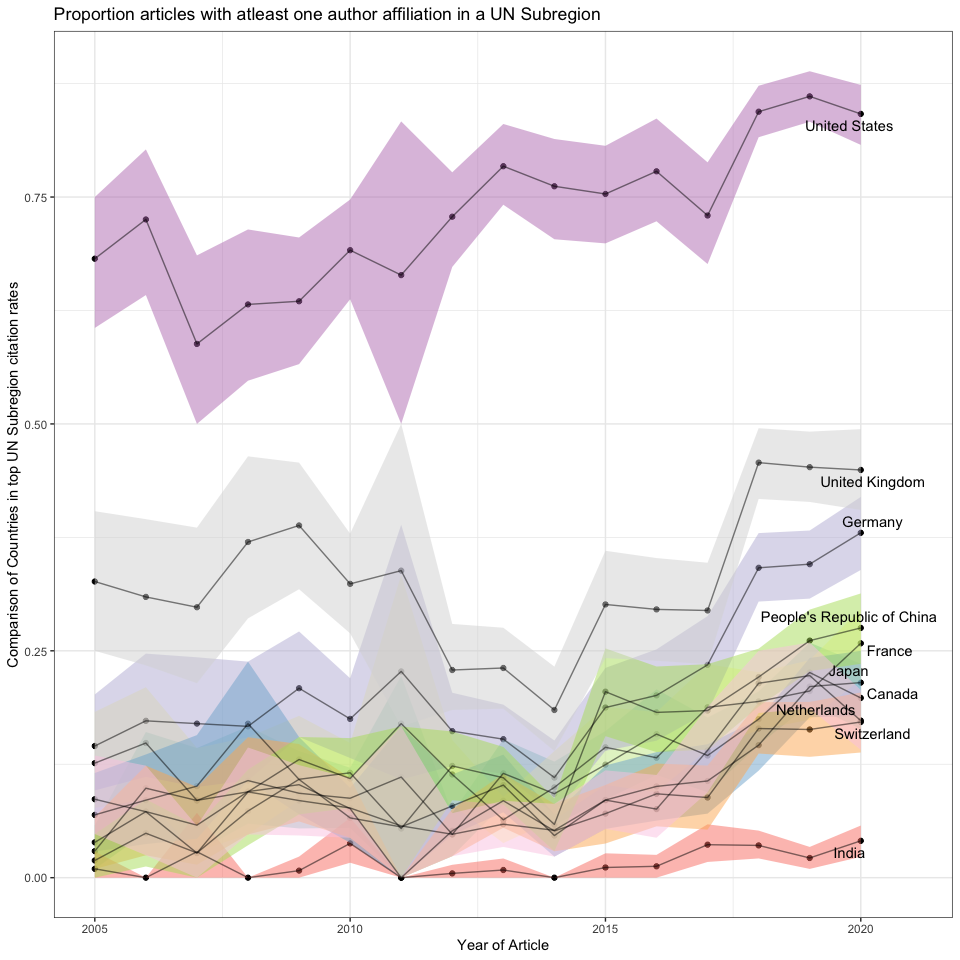 Proportion articles with atleast one author affiliation in a UN Subregion
Comparison of Countries in top UN Subregion citation rates
0.75
0.50
0.25
0.00
United States
United Kingdom
Germany
People's Republic of China
France
Japan
Canada
Netherlands
Switzerland
India
2005
2010
2015
2020
Year of Article